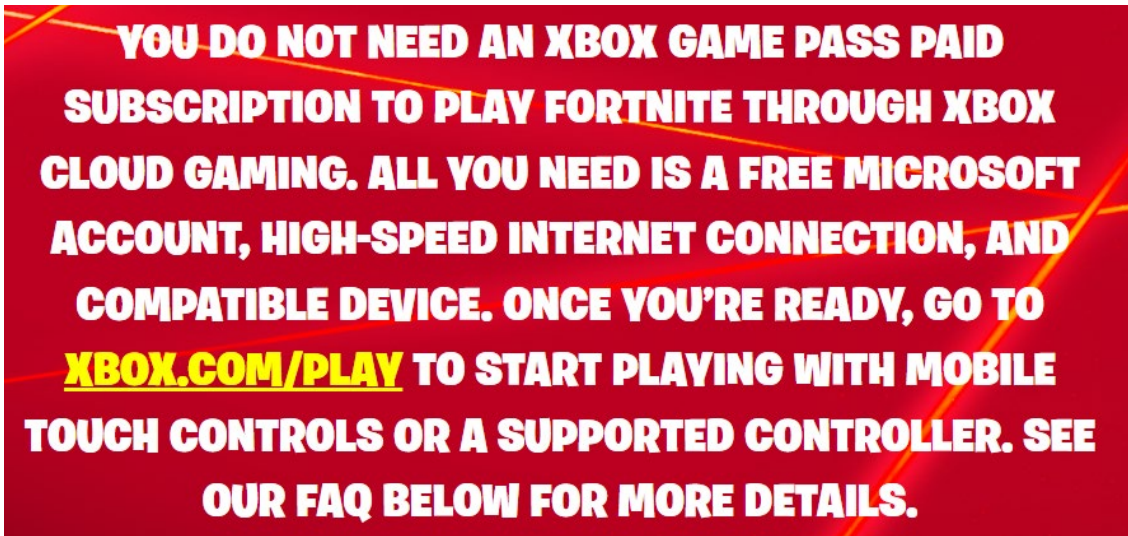 YOU DO NOT NEED AN XBOX GAME PASS PAID
SUBSCRIPTION TO PLAY FORTNITE THROUGH XBOX
CLOUD GAMING. ALL YOU NEED IS A FREE MICROSOFT
ACCOUNT, HIGH-SPEED INTERNET CONNECTION, AND
COMPATIBLE DEVICE. ONCE YOU’RE READY, GO TO
XBOX.COM/PLAY TO START PLAYING WITH MOBILE
TOUCH CONTROLS OR A SUPPORTED CONTROLLER. SEE
OUR FAQ BELOW FOR MORE DETAILS.